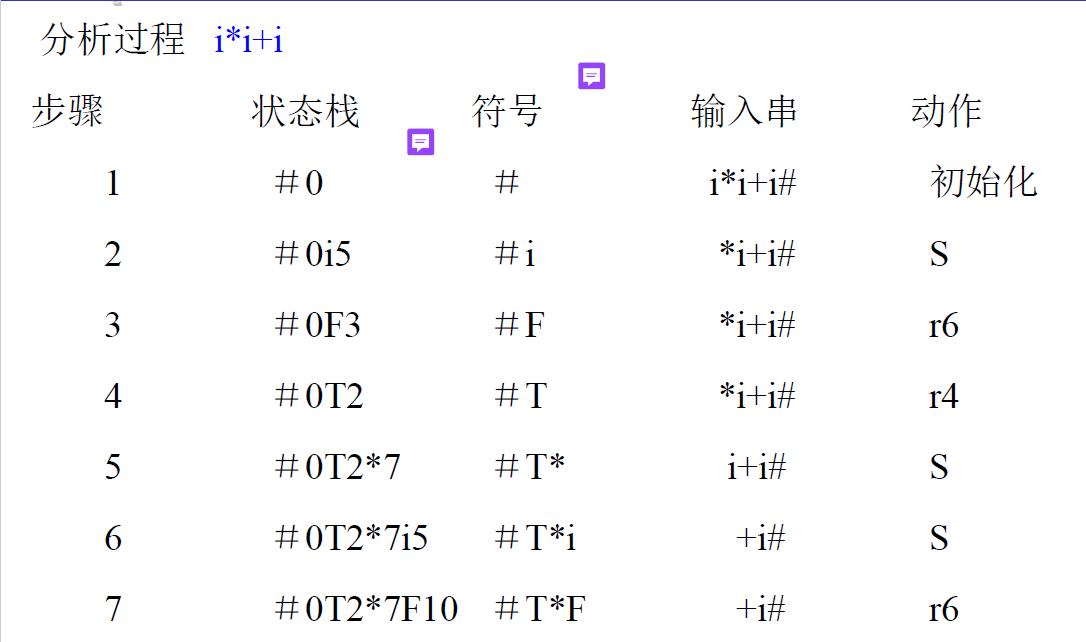 分析过程 i*i+i
步骤 状态栈 符号 输入串 动作
1 #0 # i*i+i# 初始化
2 #0i5 #i *i+i# S
3 #0F3 #F *i+i# r6
4 #0T2 #T *i+i# r4
5 #0T2*7 #T* i+i# S
6 #0T2*7i5 #T*i +i# S
7 #0T2*7F10 #T*F +i# r6